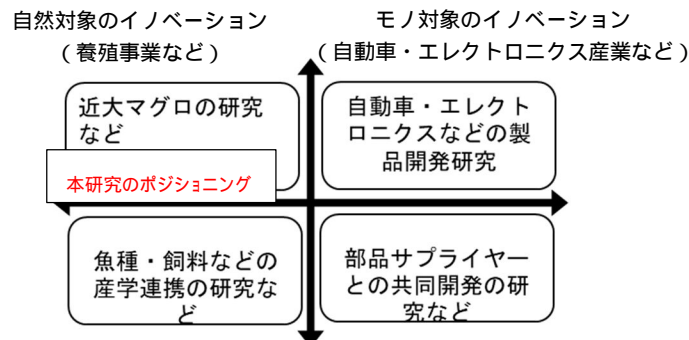 自然対象のイノベーション
(養殖事業など)
モノ対象のイノベーション
(自動車・エレクトロニクス産業など)
近大マグロの研究
など
本研究のポジショニング
自動車・エレクト
ロニクスなどの製
品開発研究
魚種・飼料などの
産学連携の研究な
ど
部品サプライヤー
との共同開発の研
究など